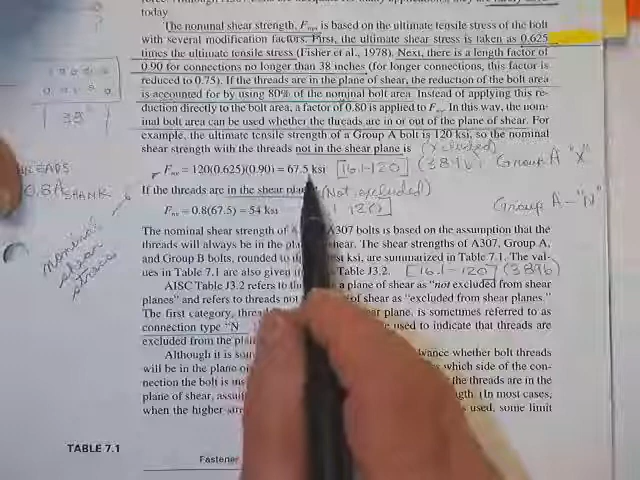 today
The nominal shear strength, Fnv, is based on the ultimate tensile stress of the bolt
with several modification factors. First, the ultimate shear stress is taken as 0.625
times the ultimate tensile stress (Fisher et al., 1978). Next, there is a length factor of
0.90 for connections no longer than 38 inches (for longer connections, this factor is
reduced to 0.75). If the threads are in the plane of shear, the reduction of the bolt area
is accounted for by using 80% of the nominal bolt area. Instead of applying this re-
duction directly to the bolt area, a factor of 0.80 is applied to Fnv. In this way, the nom-
inal bolt area can be used whether the threads are in or out of the plane of shear. For
example, the ultimate tensile strength of a Group A bolt is 120 ksi, so the nominal
shear strength with the threads not in the shear plane is (Xcluded)
Fnv = 120(0.625)(0.90) = 67.5 ksi [16.1-120] (3896) Group A "X"
0.8A SHANK
If the threads are in the shear (Not excluded)
Fnv = 0.8(67.5) = 54 ksi 120] Group A-"N"
nominal
shear
stress
The nominal shear strength of A307 bolts is based on the assumption that the
threads will always be in the shear. The shear strengths of A307, Group A,
and Group B bolts, rounded to ksi, are summarized in Table 7.1. The val-
ues in Table 7.1 are also given Table J3.2. [16.1-120] (3896)
AISC Table J3.2 refers to a plane of shear as "not excluded from shear
planes" and refers to threads not of shear as "excluded from shear planes."
The first category, plane, is sometimes referred to as
connection type "N used to indicate that threads are
excluded from the
Although it is whether bolt threads
will be in the plane which side of the con-
nection the bolt is the threads are in the
plane of shear, (In most cases,
when the higher used, some limit
TABLE 7.1
Fastener